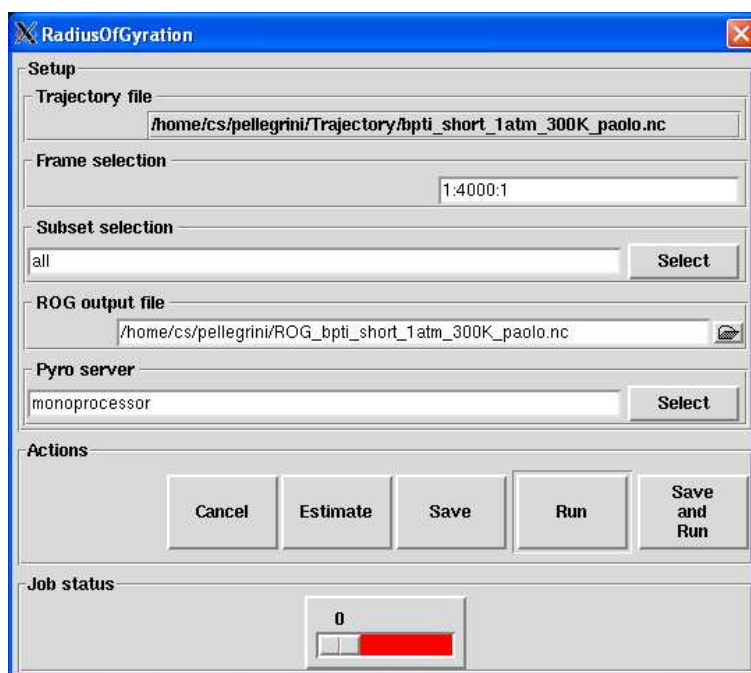 RadiusOfGyration
Setup
Trajectory file
/home/cs/pellegrini/Trajectory/bpti_short_1atm_300K_paolo.nc
Frame selection
1:4000:1
Subset selection
all
Select
ROG output file
/home/cs/pellegrini/ROG_bpti_short_1atm_300K_paolo.nc
Pyro server
monoprocessor
Select
Actions
Cancel
Estimate
Save
Run
Save
and
Run
Job status
0